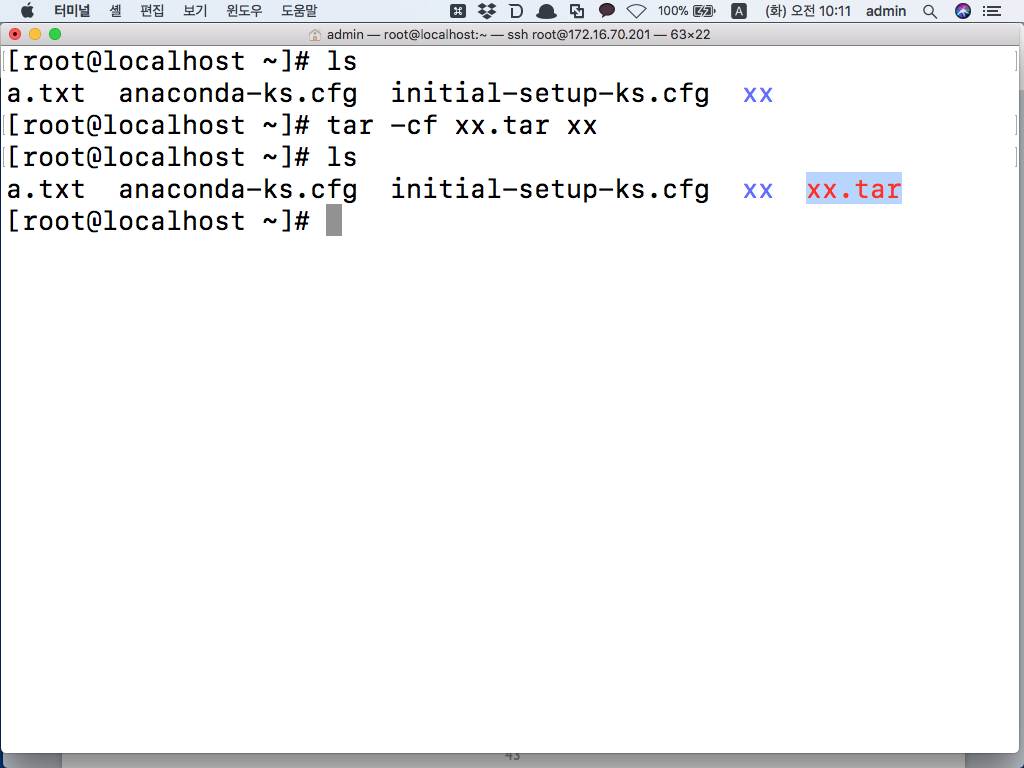 터미널 셸 편집 보기 윈도우 도움말 100% A (화) 오전 10:11 admin
admin — root@localhost:~ — ssh root@172.16.70.201 — 63×22
[root@localhost ~]# ls
a.txt anaconda-ks.cfg initial-setup-ks.cfg xx
[root@localhost ~]# tar -cf xx.tar xx
[root@localhost ~]# ls
a.txt anaconda-ks.cfg initial-setup-ks.cfg xx xx.tar
[root@localhost ~]#
43